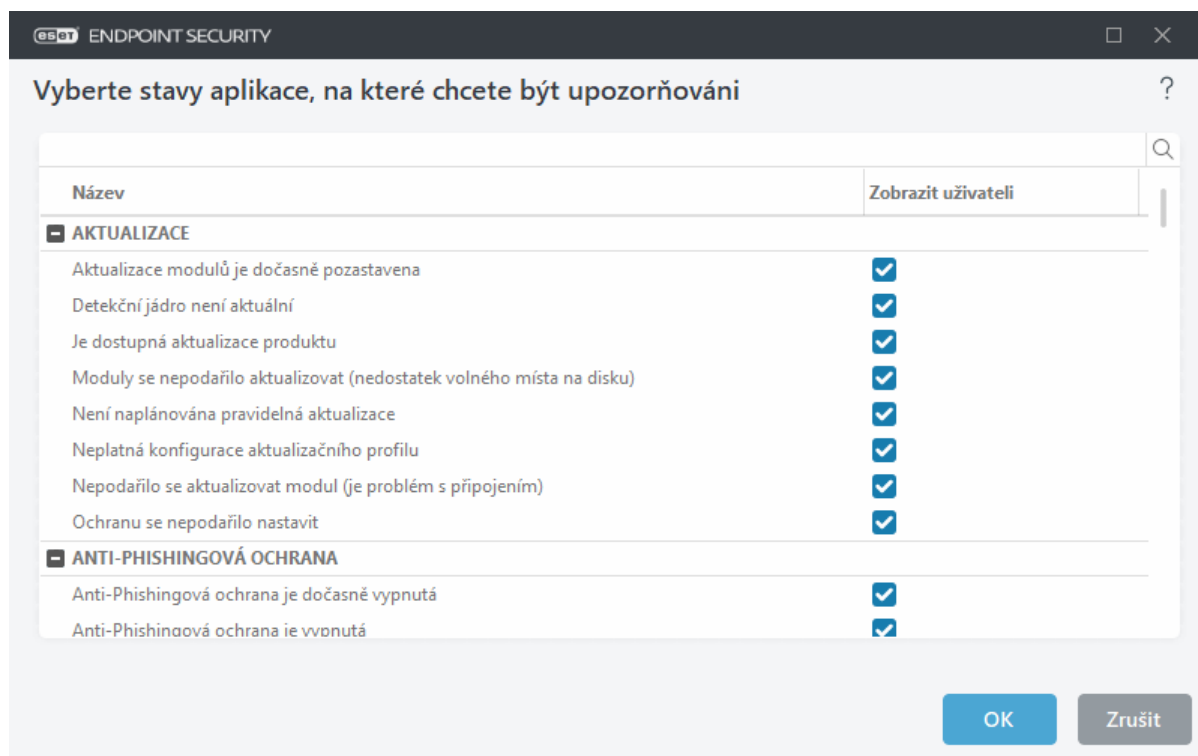 eset ENDPOINT SECURITY
Vyberte stavy aplikace, na které chcete být upozorňováni ?
Název Zobrazit uživateli
AKTUALIZACE
Aktualizace modulů je dočasně pozastavena
Detekční jádro není aktuální
Je dostupná aktualizace produktu
Moduly se nepodařilo aktualizovat (nedostatek volného místa na disku)
Není naplánována pravidelná aktualizace
Neplatná konfigurace aktualizačního profilu
Nepodařilo se aktualizovat modul (je problém s připojením)
Ochranu se nepodařilo nastavit
ANTI-PHISHINGOVÁ OCHRANA
Anti-Phishingová ochrana je dočasně vypnutá
Anti-Phishingová ochrana je vypnutá
OK Zrušit